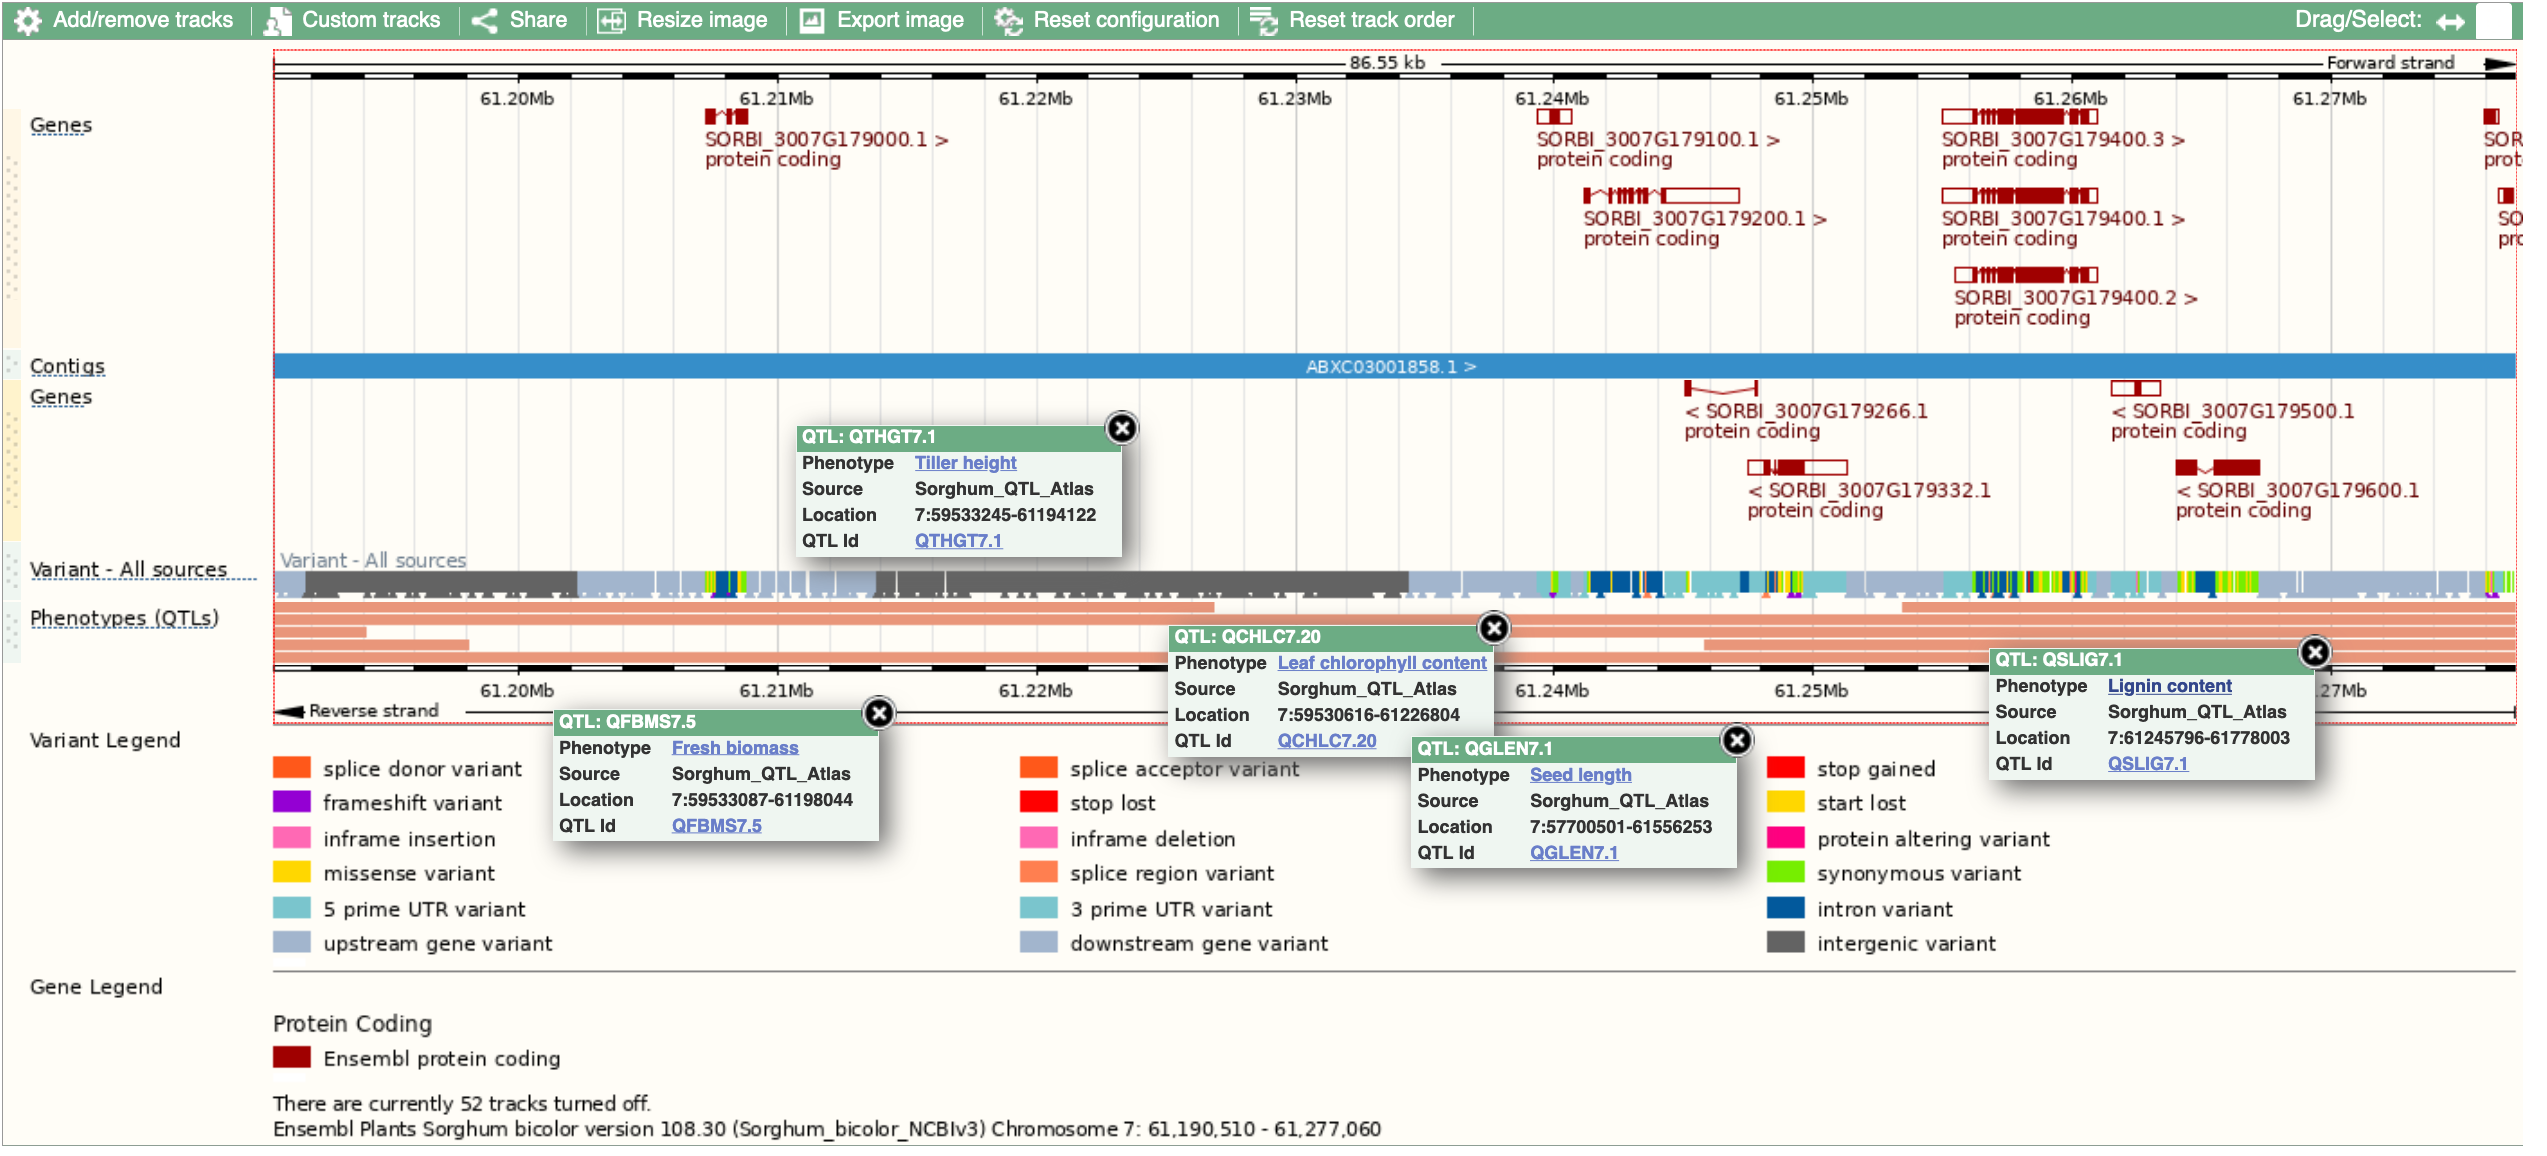 Add/remove tracks Custom tracks Share Resize image Export image Reset configuration Reset track order Drag/Select:
86.55 kb Forward strand
61.20Mb 61.21Mb 61.22Mb 61.23Mb 61.24Mb 61.25Mb 61.26Mb 61.27Mb
Genes
SORBI_3007G179000.1 > SORBI_3007G179100.1 > SORBI_3007G179400.3 > SOR
protein coding protein coding protein coding prot
SORBI_3007G179200.1 > SORBI_3007G179400.1 > SO
protein coding protein coding pro
SORBI_3007G179400.2 >
protein coding
Contigs ABXC03001858.1 >
Genes
< SORBI_3007G179266.1 < SORBI_3007G179500.1
protein coding protein coding
< SORBI_3007G179332.1 < SORBI_3007G179600.1
protein coding protein coding
QTL: QTHGT7.1
Phenotype Tiller height
Source Sorghum_QTL_Atlas
Location 7:59533245-61194122
QTL Id QTHGT7.1
Variant - All sources
Variant - All sources
Phenotypes (QTLs)
QTL: QCHLC7.20
Phenotype Leaf chlorophyll content
Source Sorghum_QTL_Atlas
Location 7:59530616-61226804
QTL Id QCHLC7.20
QTL: QSLIG7.1
Phenotype Lignin content
Source Sorghum_QTL_Atlas
Location 7:61245796-61778003
QTL Id QSLIG7.1
61.20Mb 61.21Mb 61.22Mb 61.24Mb 61.25Mb .27Mb
Reverse strand
QTL: QFBMS7.5
Phenotype Fresh biomass
Source Sorghum_QTL_Atlas
Location 7:59533087-61198044
QTL Id QFBMS7.5
QTL: QGLEN7.1
Phenotype Seed length
Source Sorghum_QTL_Atlas
Location 7:57700501-61556253
QTL Id QGLEN7.1
Variant Legend
splice donor variant splice acceptor variant stop gained
frameshift variant stop lost start lost
inframe insertion inframe deletion protein altering variant
missense variant splice region variant synonymous variant
5 prime UTR variant 3 prime UTR variant intron variant
upstream gene variant downstream gene variant intergenic variant
Gene Legend
Protein Coding
Ensembl protein coding
There are currently 52 tracks turned off.
Ensembl Plants Sorghum bicolor version 108.30 (Sorghum_bicolor_NCBIv3) Chromosome 7: 61,190,510 - 61,277,060